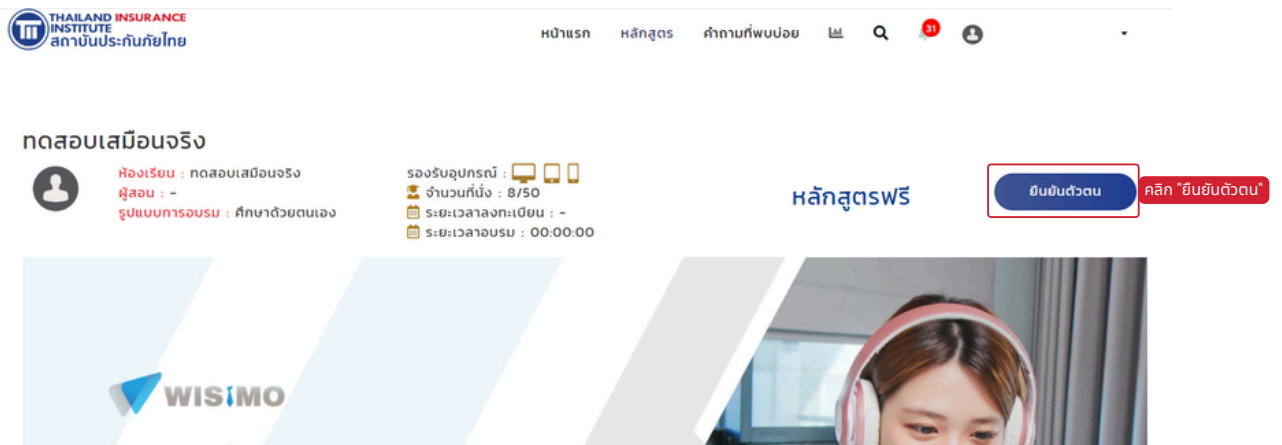 THAILAND INSURANCE
INSTITUTE
สถาบันประกันภัยไทย
หน้าแรก หลักสูตร คำถามที่พบบ่อย 31
ทดสอบเสมือนจริง
ห้องเรียน : ทดสอบเสมือนจริง
ผู้สอน : -
รูปแบบการอบรม : ศึกษาด้วยตนเอง
รองรับอุปกรณ์ :
จำนวนที่นั่ง : 8/50
ระยะเวลาลงทะเบียน : -
ระยะเวลาอบรม : 00:00:00
หลักสูตรฟรี
ยืนยันตัวตน
คลิก "ยืนยันตัวตน"
WISIMO